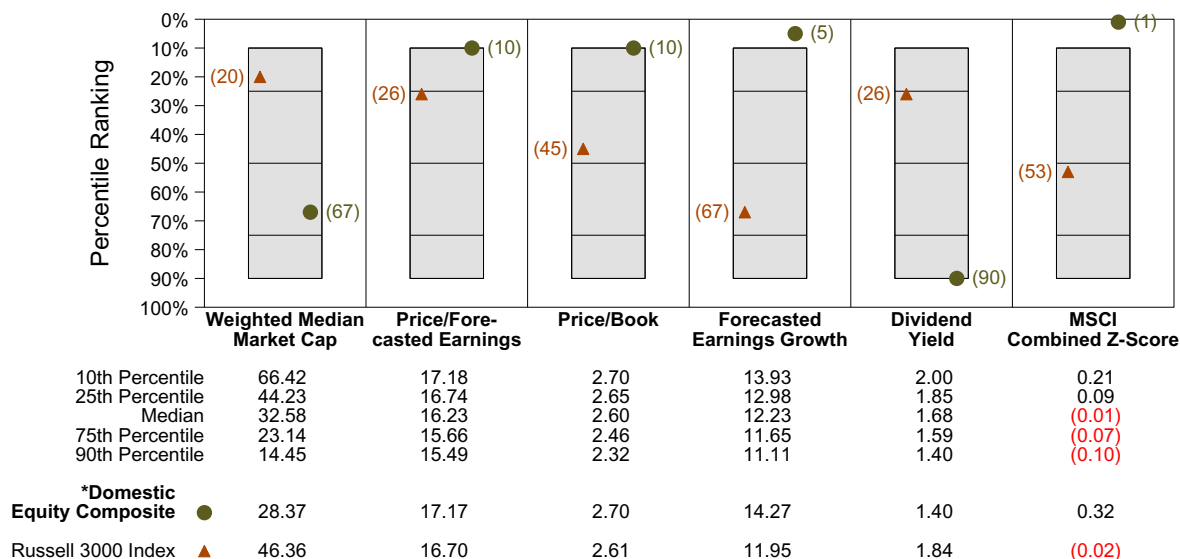 0%
10%
20%
30%
40%
50%
60%
70%
80%
90%
100%
Percentile Ranking
(20)
(67)
(10)
(26)
(10)
(45)
(5)
(67)
(26)
(90)
(1)
(53)
Weighted Median
Market Cap
Price/Fore-
casted Earnings
Price/Book
Forecasted
Earnings Growth
Dividend
Yield
MSCI
Combined Z-Score
10th Percentile 66.42 17.18 2.70 13.93 2.00 0.21
25th Percentile 44.23 16.74 2.65 12.98 1.85 0.09
Median 32.58 16.23 2.60 12.23 1.68 (0.01)
75th Percentile 23.14 15.66 2.46 11.65 1.59 (0.07)
90th Percentile 14.45 15.49 2.32 11.11 1.40 (0.10)
*Domestic
Equity Composite 28.37 17.17 2.70 14.27 1.40 0.32
Russell 3000 Index 46.36 16.70 2.61 11.95 1.84 (0.02)